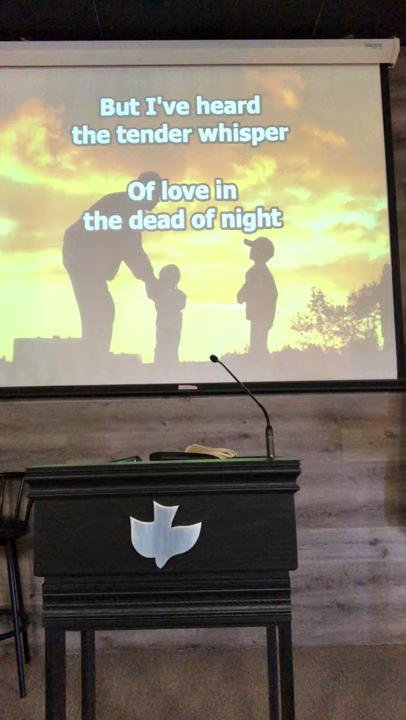 But I've heard
the tender whisper
Of love in
the dead of night